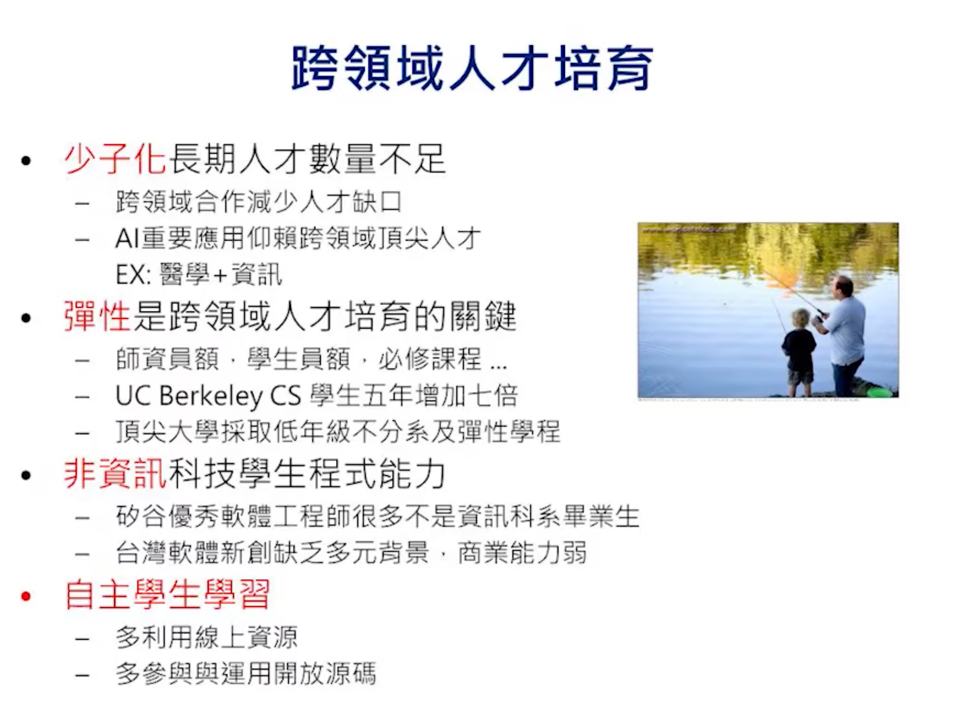 跨領域人才培育
• 少子化長期人才數量不足
– 跨領域合作減少人才缺口
– AI重要應用仰賴跨領域頂尖人才
EX: 醫學+資訊
• 彈性是跨領域人才培育的關鍵
– 師資員額，學生員額，必修課程 ...
– UC Berkeley CS 學生五年增加七倍
– 頂尖大學採取低年級不分系及彈性學程
• 非資訊科技學生程式能力
– 矽谷優秀軟體工程師很多不是資訊科系畢業生
– 台灣軟體新創缺乏多元背景，商業能力弱
• 自主學生學習
– 多利用線上資源
– 多參與與運用開放源碼